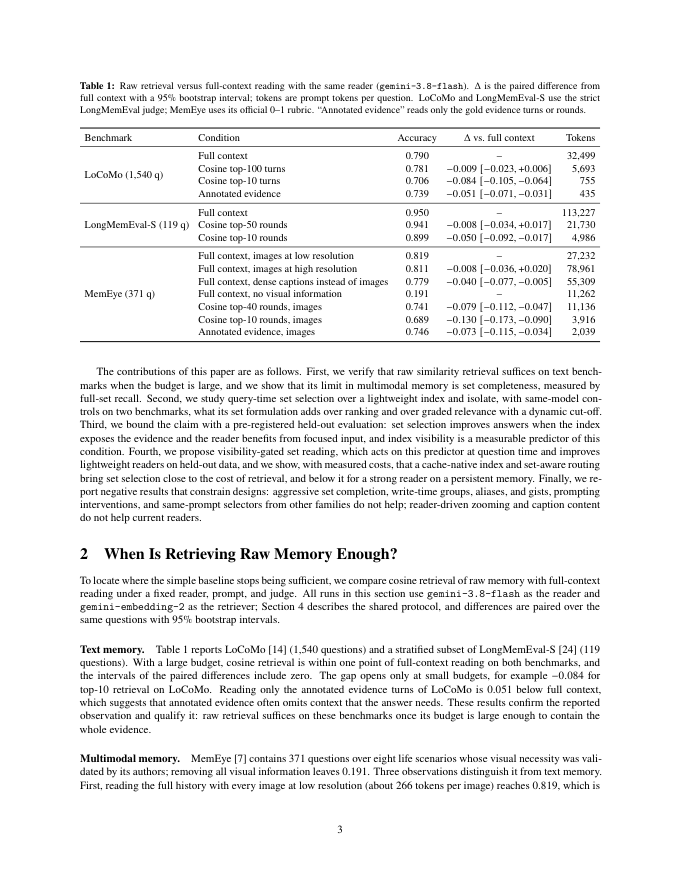 Table 1: Raw retrieval versus full-context reading with the same reader (gemini-3.8-flash). Δ is the paired difference from
full context with a 95% bootstrap interval; tokens are prompt tokens per question. LoCoMo and LongMemEval-S use the strict
LongMemEval judge; MemEye uses its official 0–1 rubric. “Annotated evidence” reads only the gold evidence turns or rounds.
Benchmark Condition Accuracy Δ vs. full context Tokens
LoCoMo (1,540 q)
Full context 0.790 – 32,499
Cosine top-100 turns 0.781 −0.009 [−0.023, +0.006] 5,693
Cosine top-10 turns 0.706 −0.084 [−0.105, −0.064] 755
Annotated evidence 0.739 −0.051 [−0.071, −0.031] 435
LongMemEval-S (119 q)
Full context 0.950 – 113,227
Cosine top-50 rounds 0.941 −0.008 [−0.034, +0.017] 21,730
Cosine top-10 rounds 0.899 −0.050 [−0.092, −0.017] 4,986
MemEye (371 q)
Full context, images at low resolution 0.819 – 27,232
Full context, images at high resolution 0.811 −0.008 [−0.036, +0.020] 78,961
Full context, dense captions instead of images 0.779 −0.040 [−0.077, −0.005] 55,309
Full context, no visual information 0.191 – 11,262
Cosine top-40 rounds, images 0.741 −0.079 [−0.112, −0.047] 11,136
Cosine top-10 rounds, images 0.689 −0.130 [−0.173, −0.090] 3,916
Annotated evidence, images 0.746 −0.073 [−0.115, −0.034] 2,039
The contributions of this paper are as follows. First, we verify that raw similarity retrieval suffices on text bench-
marks when the budget is large, and we show that its limit in multimodal memory is set completeness, measured by
full-set recall. Second, we study query-time set selection over a lightweight index and isolate, with same-model con-
trols on two benchmarks, what its set formulation adds over ranking and over graded relevance with a dynamic cut-off.
Third, we bound the claim with a pre-registered held-out evaluation: set selection improves answers when the index
exposes the evidence and the reader benefits from focused input, and index visibility is a measurable predictor of this
condition. Fourth, we propose visibility-gated set reading, which acts on this predictor at question time and improves
lightweight readers on held-out data, and we show, with measured costs, that a cache-native index and set-aware routing
bring set selection close to the cost of retrieval, and below it for a strong reader on a persistent memory. Finally, we re-
port negative results that constrain designs: aggressive set completion, write-time groups, aliases, and gists, prompting
interventions, and same-prompt selectors from other families do not help; reader-driven zooming and caption content
do not help current readers.
2 When Is Retrieving Raw Memory Enough?
To locate where the simple baseline stops being sufficient, we compare cosine retrieval of raw memory with full-context
reading under a fixed reader, prompt, and judge. All runs in this section use gemini-3.8-flash as the reader and
gemini-embedding-2 as the retriever; Section 4 describes the shared protocol, and differences are paired over the
same questions with 95% bootstrap intervals.
Text memory. Table 1 reports LoCoMo [14] (1,540 questions) and a stratified subset of LongMemEval-S [24] (119
questions). With a large budget, cosine retrieval is within one point of full-context reading on both benchmarks, and
the intervals of the paired differences include zero. The gap opens only at small budgets, for example −0.084 for
top-10 retrieval on LoCoMo. Reading only the annotated evidence turns of LoCoMo is 0.051 below full context,
which suggests that annotated evidence often omits context that the answer needs. These results confirm the reported
observation and qualify it: raw retrieval suffices on these benchmarks once its budget is large enough to contain the
whole evidence.
Multimodal memory. MemEye [7] contains 371 questions over eight life scenarios whose visual necessity was vali-
dated by its authors; removing all visual information leaves 0.191. Three observations distinguish it from text memory.
First, reading the full history with every image at low resolution (about 266 tokens per image) reaches 0.819, which is
3